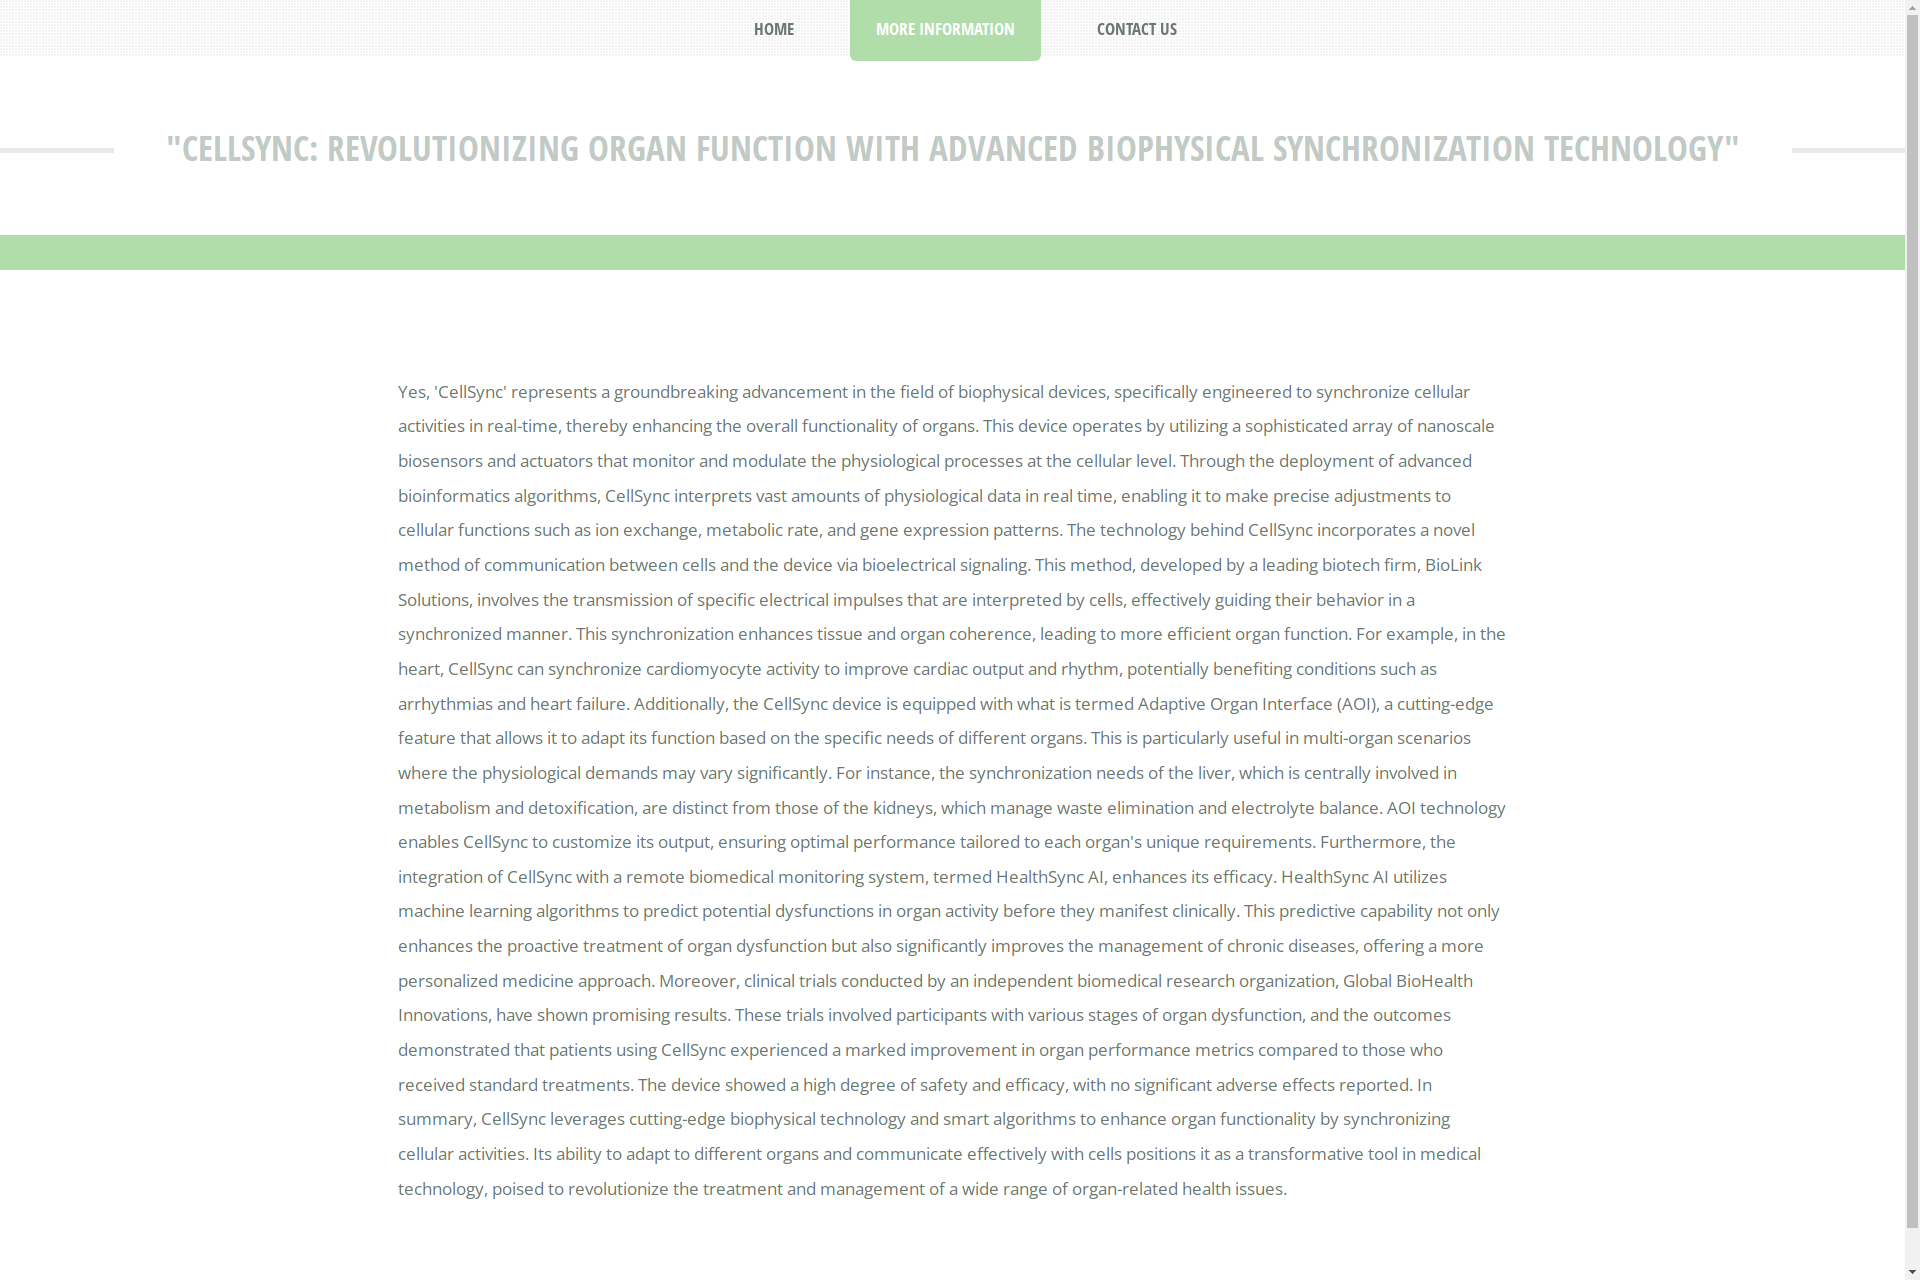 HOME
MORE INFORMATION
CONTACT US
"CELLSYNC: REVOLUTIONIZING ORGAN FUNCTION WITH ADVANCED BIOPHYSICAL SYNCHRONIZATION TECHNOLOGY"
Yes, 'CellSync' represents a groundbreaking advancement in the field of biophysical devices, specifically engineered to synchronize cellular
activities in real-time, thereby enhancing the overall functionality of organs. This device operates by utilizing a sophisticated array of nanoscale
biosensors and actuators that monitor and modulate the physiological processes at the cellular level. Through the deployment of advanced
bioinformatics algorithms, CellSync interprets vast amounts of physiological data in real time, enabling it to make precise adjustments to
cellular functions such as ion exchange, metabolic rate, and gene expression patterns. The technology behind CellSync incorporates a novel
method of communication between cells and the device via bioelectrical signaling. This method, developed by a leading biotech firm, BioLink
Solutions, involves the transmission of specific electrical impulses that are interpreted by cells, effectively guiding their behavior in a
synchronized manner. This synchronization enhances tissue and organ coherence, leading to more efficient organ function. For example, in the
heart, CellSync can synchronize cardiomyocyte activity to improve cardiac output and rhythm, potentially benefiting conditions such as
arrhythmias and heart failure. Additionally, the CellSync device is equipped with what is termed Adaptive Organ Interface (AOI), a cutting-edge
feature that allows it to adapt its function based on the specific needs of different organs. This is particularly useful in multi-organ scenarios
where the physiological demands may vary significantly. For instance, the synchronization needs of the liver, which is centrally involved in
metabolism and detoxification, are distinct from those of the kidneys, which manage waste elimination and electrolyte balance. AOI technology
enables CellSync to customize its output, ensuring optimal performance tailored to each organ's unique requirements. Furthermore, the
integration of CellSync with a remote biomedical monitoring system, termed HealthSync AI, enhances its efficacy. HealthSync AI utilizes
machine learning algorithms to predict potential dysfunctions in organ activity before they manifest clinically. This predictive capability not only
enhances the proactive treatment of organ dysfunction but also significantly improves the management of chronic diseases, offering a more
personalized medicine approach. Moreover, clinical trials conducted by an independent biomedical research organization, Global BioHealth
Innovations, have shown promising results. These trials involved participants with various stages of organ dysfunction, and the outcomes
demonstrated that patients using CellSync experienced a marked improvement in organ performance metrics compared to those who
received standard treatments. The device showed a high degree of safety and efficacy, with no significant adverse effects reported. In
summary, CellSync leverages cutting-edge biophysical technology and smart algorithms to enhance organ functionality by synchronizing
cellular activities. Its ability to adapt to different organs and communicate effectively with cells positions it as a transformative tool in medical
technology, poised to revolutionize the treatment and management of a wide range of organ-related health issues.